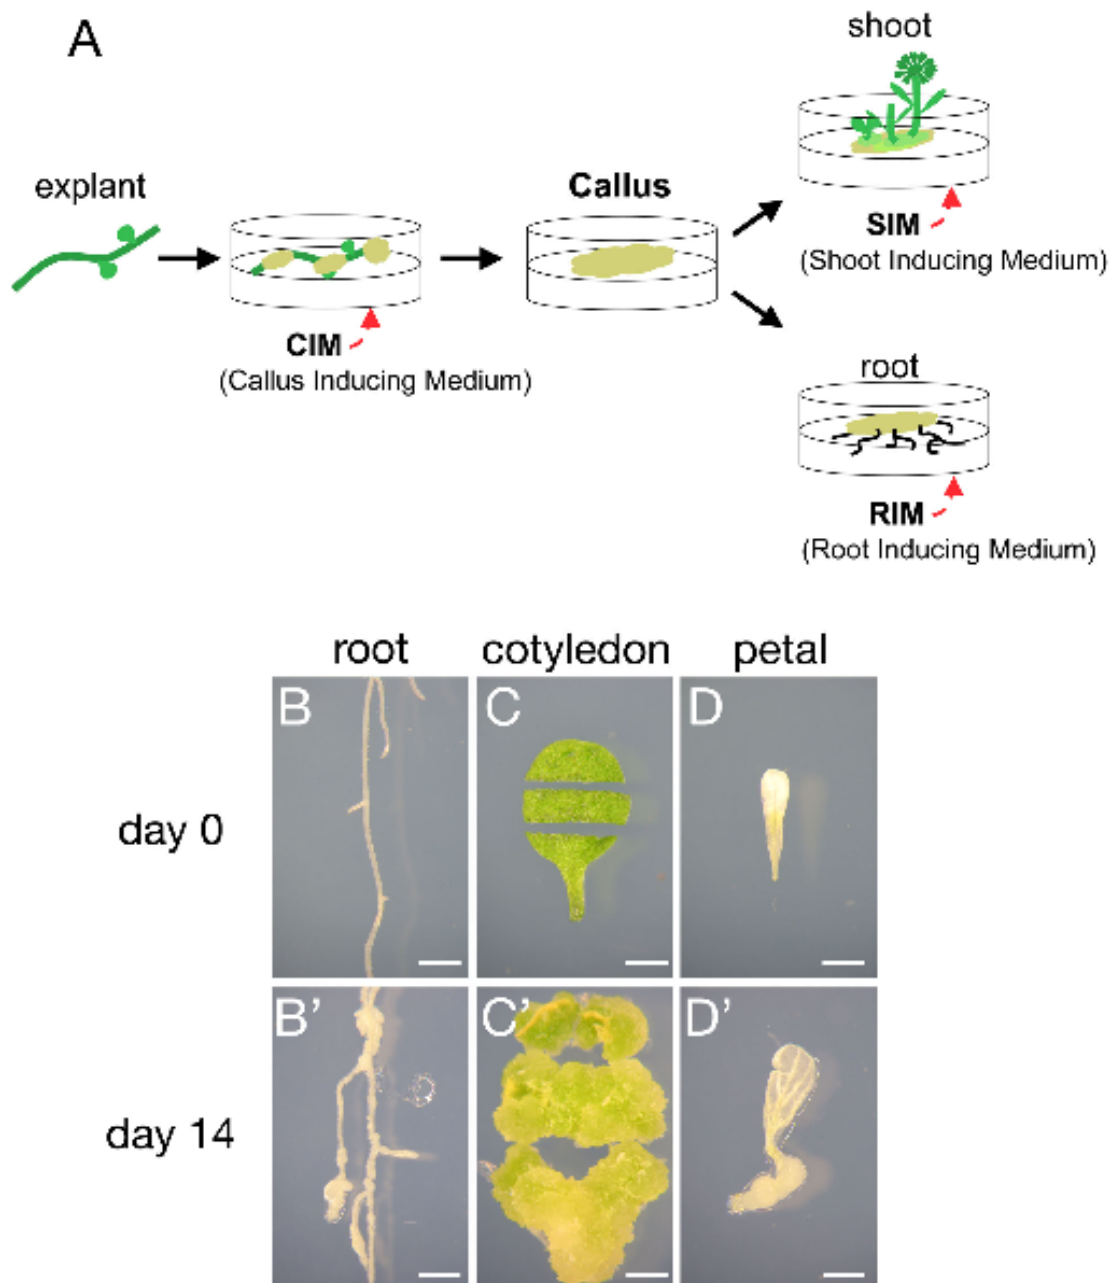 A
shoot
explant
Callus
SIM
(Shoot Inducing Medium)
CIM
(Callus Inducing Medium)
root
RIM
(Root Inducing Medium)
root cotyledon petal
B C D
day 0
B' C' D'
day 14